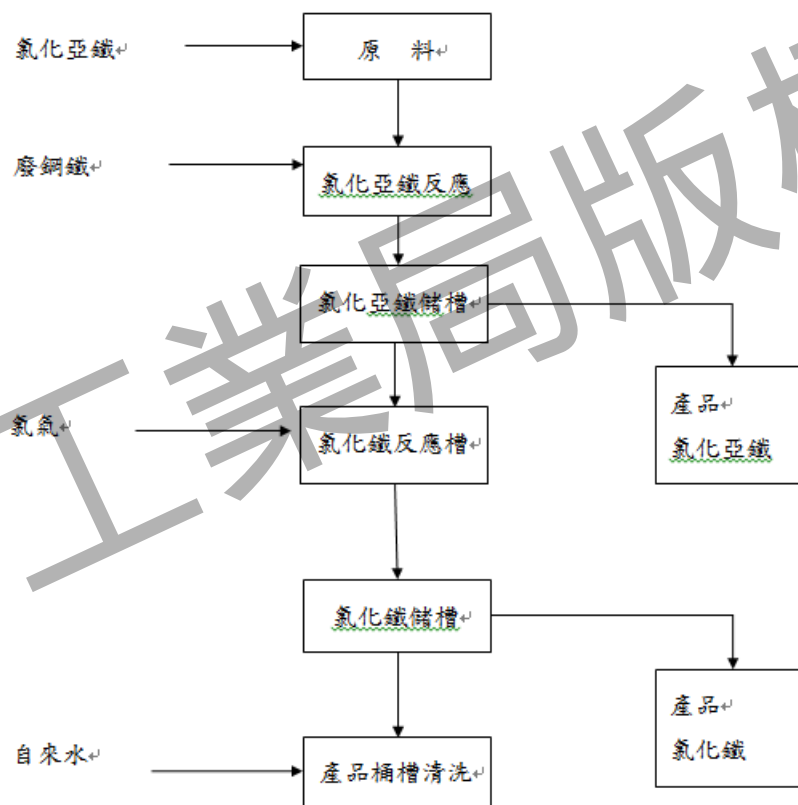 氯化亞鐵
原 料
廢鋼鐵
氯化亞鐵反應
氯化亞鐵儲槽
產品
氯化亞鐵
氯氣
氯化鐵反應槽
氯化鐵儲槽
產品
氯化鐵
自來水
產品桶槽清洗
工業局版權